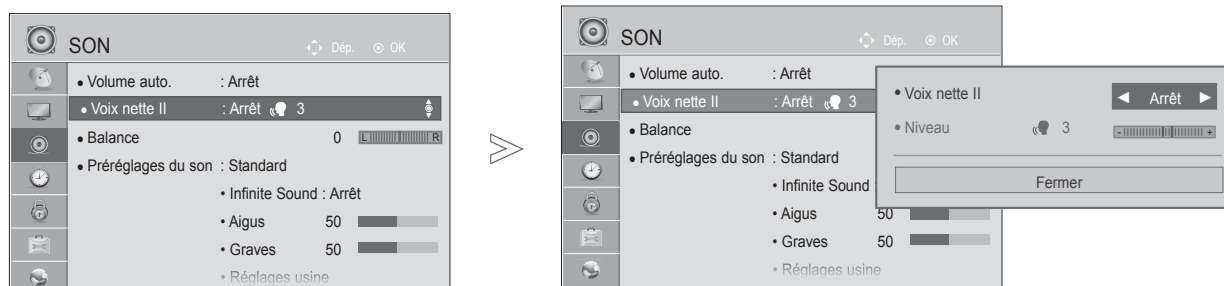 SON Dép. OK
• Volume auto. : Arrêt
• Voix nette II : Arrêt 3
• Balance 0 L R
• Préréglages du son : Standard
• Infinite Sound : Arrêt
• Aigus 50
• Graves 50
• Réglages usine
SON Dép. OK
• Volume auto. : Arrêt
• Voix nette II : Arrêt 3
• Balance
• Préréglages du son : Standard
• Infinite Sound :
• Aigus 50
• Graves 50
• Réglages usine
• Voix nette II ◄ Arrêt ►
• Niveau 3 - +
Fermer